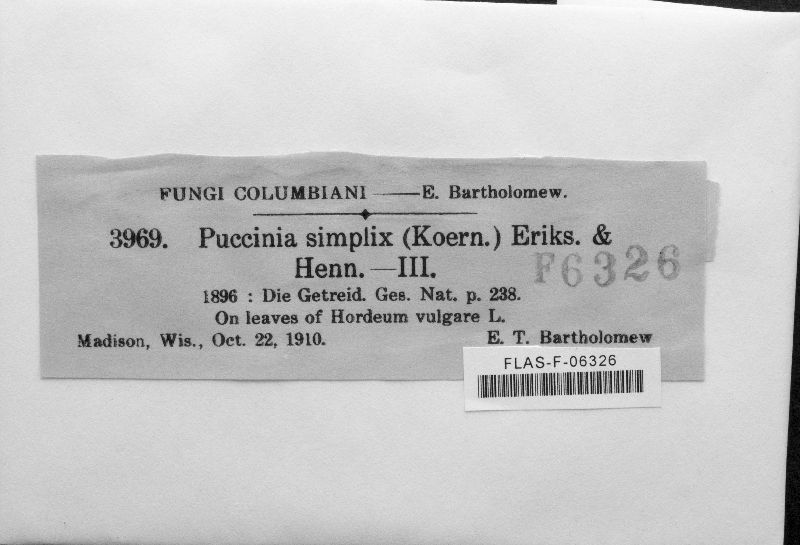 FUNGI COLUMBIANI ——— E. Bartholomew.
3969. Puccinia simplix (Koern.) Eriks. &
Henn. —III.
F6326
1896 : Die Getreid. Ges. Nat. p. 238.
On leaves of Hordeum vulgare L.
Madison, Wis., Oct. 22, 1910. E. T. Bartholomew
FLAS-F-06326